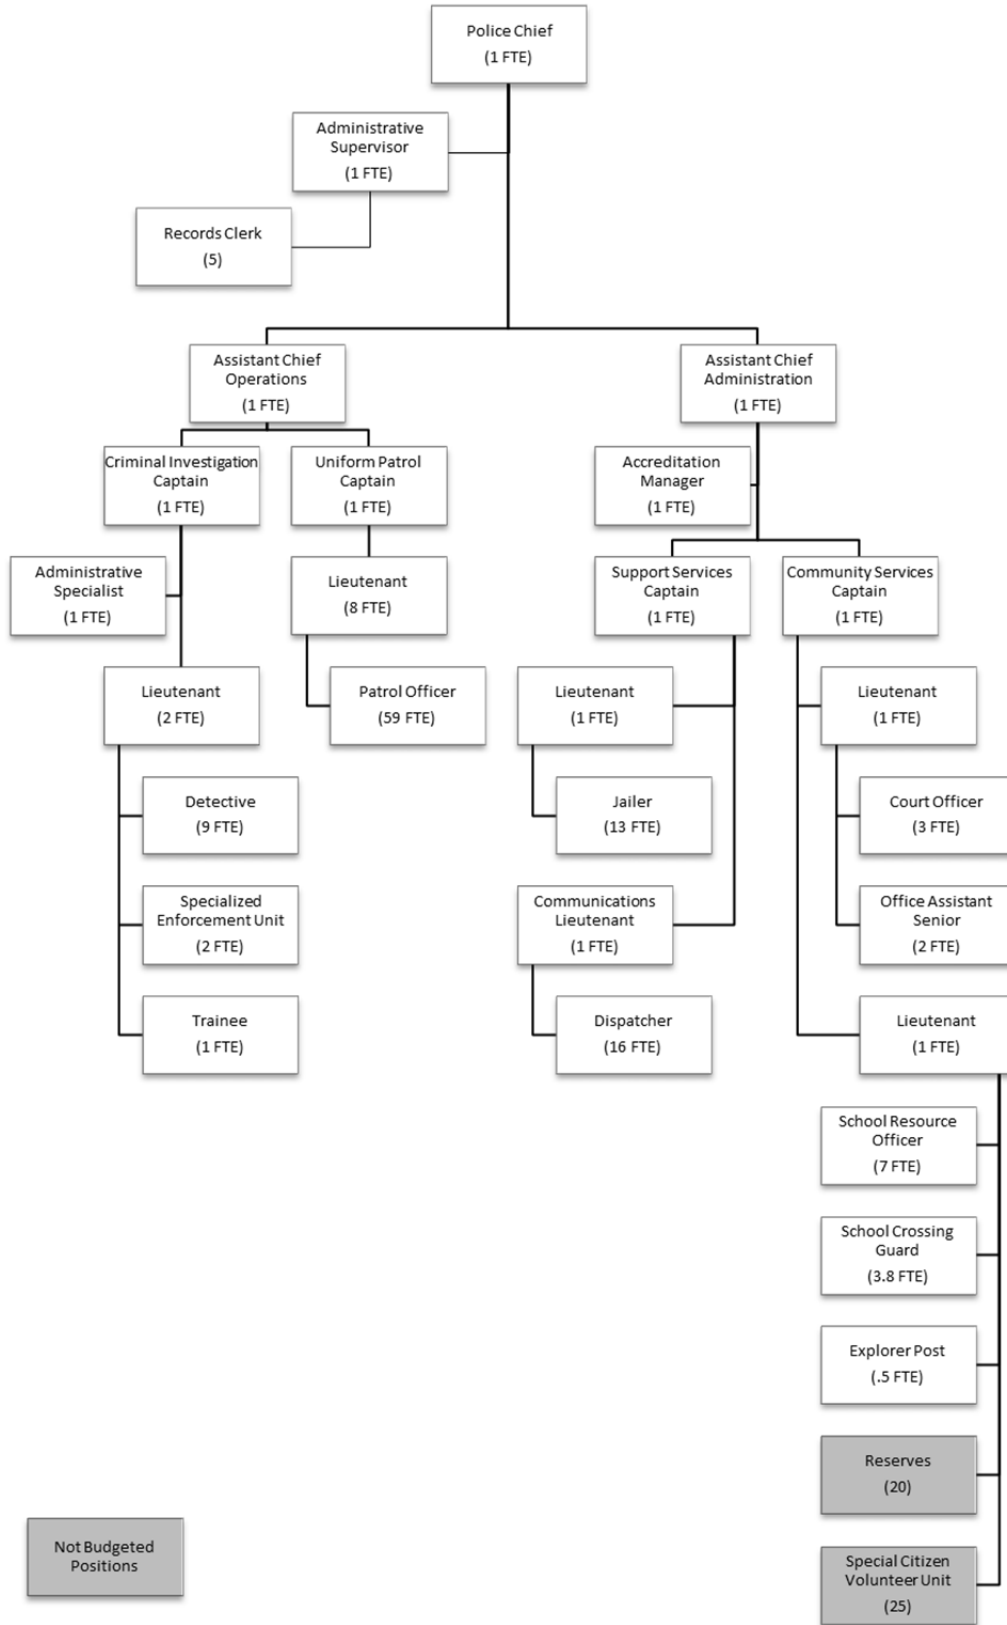 Police Chief
(1 FTE)
Administrative
Supervisor
(1 FTE)
Records Clerk
(5)
Assistant Chief
Operations
(1 FTE)
Assistant Chief
Administration
(1 FTE)
Criminal Investigation
Captain
(1 FTE)
Uniform Patrol
Captain
(1 FTE)
Accreditation
Manager
(1 FTE)
Administrative
Specialist
(1 FTE)
Lieutenant
(8 FTE)
Support Services
Captain
(1 FTE)
Community Services
Captain
(1 FTE)
Lieutenant
(2 FTE)
Patrol Officer
(59 FTE)
Lieutenant
(1 FTE)
Lieutenant
(1 FTE)
Detective
(9 FTE)
Jailer
(13 FTE)
Court Officer
(3 FTE)
Specialized
Enforcement Unit
(2 FTE)
Communications
Lieutenant
(1 FTE)
Office Assistant
Senior
(2 FTE)
Trainee
(1 FTE)
Dispatcher
(16 FTE)
Lieutenant
(1 FTE)
School Resource
Officer
(7 FTE)
School Crossing
Guard
(3.8 FTE)
Explorer Post
(.5 FTE)
Reserves
(20)
Not Budgeted
Positions
Special Citizen
Volunteer Unit
(25)